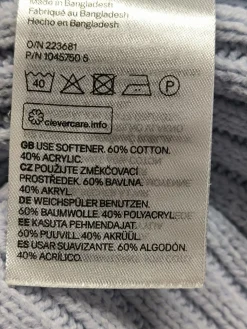 Made in Bangladesh
Fabriqué au Bangladesh
Hecho en Bangladesh
O/N 223681
P/N 1045750 5
40
P
clevercare.info
GB USE SOFTENER. 60% COTTON.
40% ACRYLIC.
CZ POUŽIJTE ZMĚKČOVACÍ
PROSTŘEDEK. 60% BAVLNA.
40% AKRYL.
DE WEICHSPÜLER BENUTZEN.
60% BAUMWOLLE. 40% POLYACRYL.
EE KASUTA PEHMENDAJAT.
60% PUUVILL. 40% AKRÜÜL.
ES USAR SUAVIZANTE. 60% ALGODÓN.
40% ACRÍLICO.